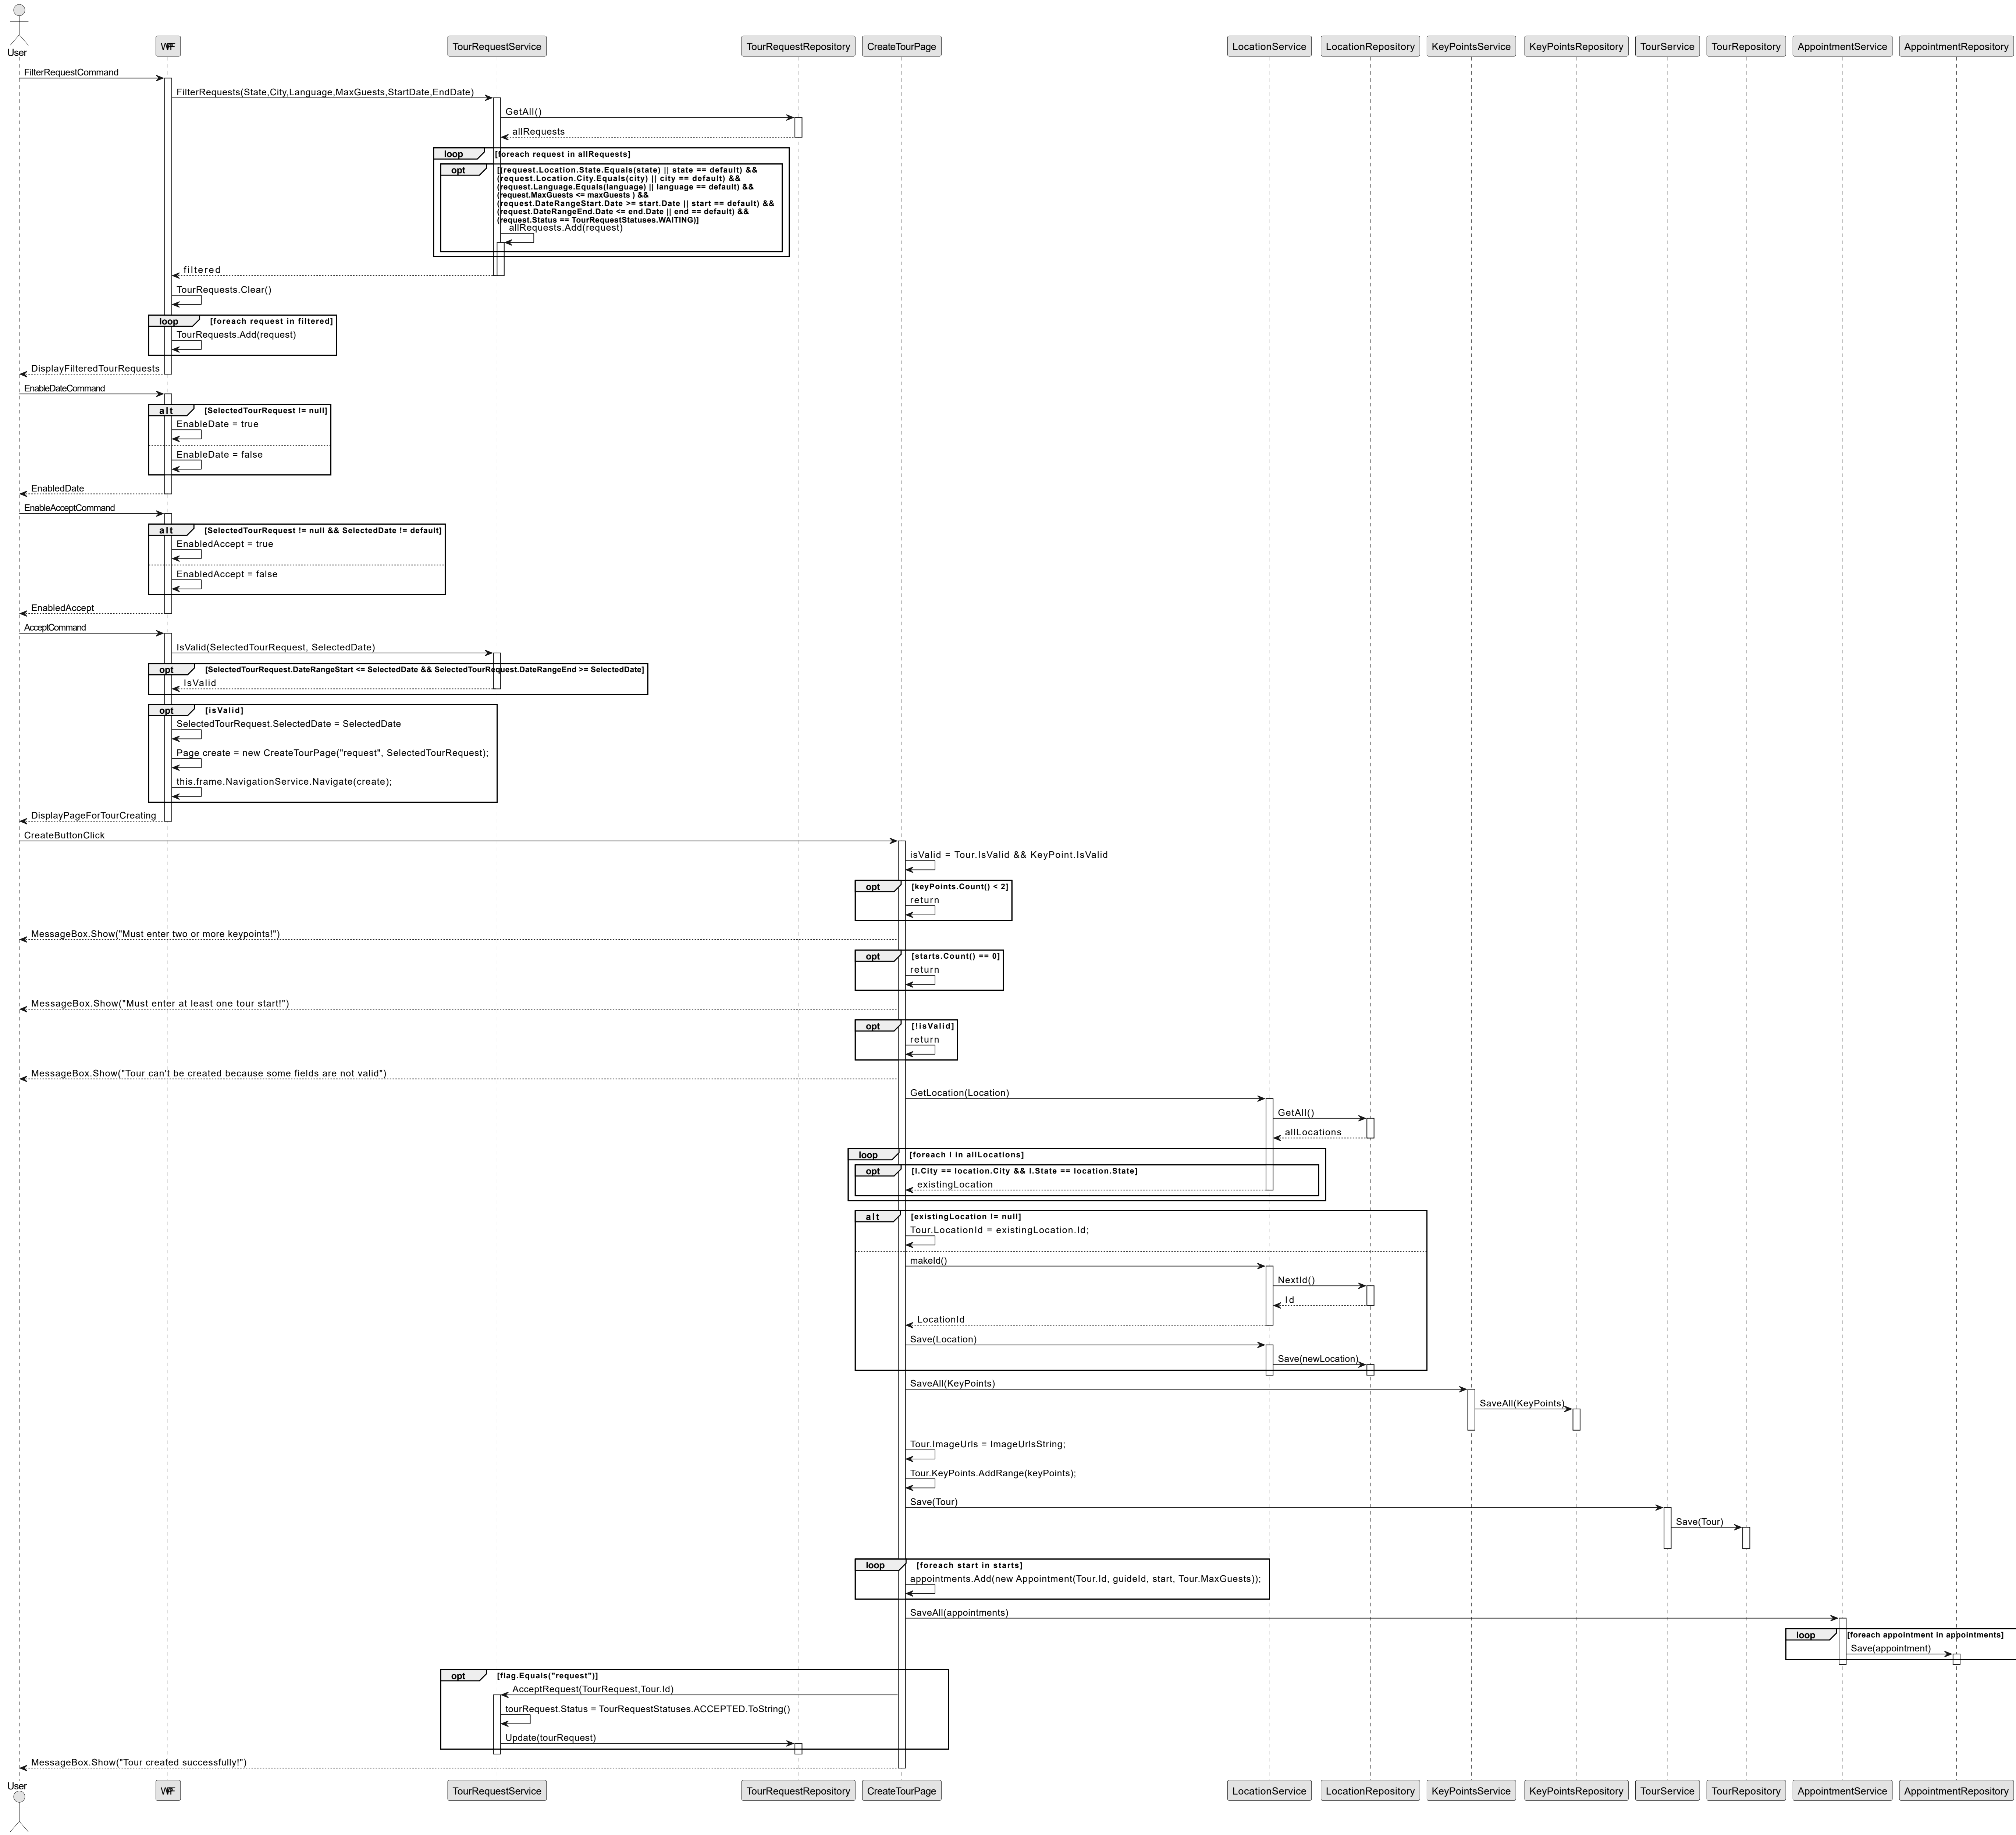 User
WPF
TourRequestService
TourRequestRepository
CreateTourPage
LocationService
LocationRepository
KeyPointsService
KeyPointsRepository
TourService
TourRepository
AppointmentService
AppointmentRepository
FilterRequestCommand
FilterRequests(State,City,Language,MaxGuests,StartDate,EndDate)
GetAll()
allRequests
loop [foreach request in allRequests]
opt [(request.Location.State.Equals(state) || state == default) &&
(request.Location.City.Equals(city) || city == default) &&
(request.Language.Equals(language) || language == default) &&
(request.MaxGuests <= maxGuests ) &&
(request.DateRangeStart.Date >= start.Date || start == default) &&
(request.DateRangeEnd.Date <= end.Date || end == default) &&
(request.Status == TourRequestStatuses.WAITING)]
allRequests.Add(request)
filtered
TourRequests.Clear()
loop [foreach request in filtered]
TourRequests.Add(request)
DisplayFilteredTourRequests
EnableDateCommand
alt [SelectedTourRequest != null]
EnableDate = true
EnableDate = false
EnabledDate
EnableAcceptCommand
alt [SelectedTourRequest != null && SelectedDate != default]
EnabledAccept = true
EnabledAccept = false
EnabledAccept
AcceptCommand
IsValid(SelectedTourRequest, SelectedDate)
opt [SelectedTourRequest.DateRangeStart <= SelectedDate && SelectedTourRequest.DateRangeEnd >= SelectedDate]
IsValid
opt [isValid]
SelectedTourRequest.SelectedDate = SelectedDate
Page create = new CreateTourPage("request", SelectedTourRequest);
this.frame.NavigationService.Navigate(create);
DisplayPageForTourCreating
CreateButtonClick
isValid = Tour.IsValid && KeyPoint.IsValid
opt [keyPoints.Count() < 2]
return
MessageBox.Show("Must enter two or more keypoints!")
opt [starts.Count() == 0]
return
MessageBox.Show("Must enter at least one tour start!")
opt [!isValid]
return
MessageBox.Show("Tour can't be created because some fields are not valid")
GetLocation(Location)
GetAll()
allLocations
loop [foreach l in allLocations]
opt [l.City == location.City && l.State == location.State]
existingLocation
alt [existingLocation != null]
Tour.LocationId = existingLocation.Id;
makeId()
NextId()
Id
LocationId
Save(Location)
Save(newLocation)
SaveAll(KeyPoints)
SaveAll(KeyPoints)
Tour.ImageUrls = ImageUrlsString;
Tour.KeyPoints.AddRange(keyPoints);
Save(Tour)
Save(Tour)
loop [foreach start in starts]
appointments.Add(new Appointment(Tour.Id, guideId, start, Tour.MaxGuests));
SaveAll(appointments)
loop [foreach appointment in appointments]
Save(appointment)
opt [flag.Equals("request")]
AcceptRequest(TourRequest,Tour.Id)
tourRequest.Status = TourRequestStatuses.ACCEPTED.ToString()
Update(tourRequest)
MessageBox.Show("Tour created successfully!")
User
WPF
TourRequestService
TourRequestRepository
CreateTourPage
LocationService
LocationRepository
KeyPointsService
KeyPointsRepository
TourService
TourRepository
AppointmentService
AppointmentRepository